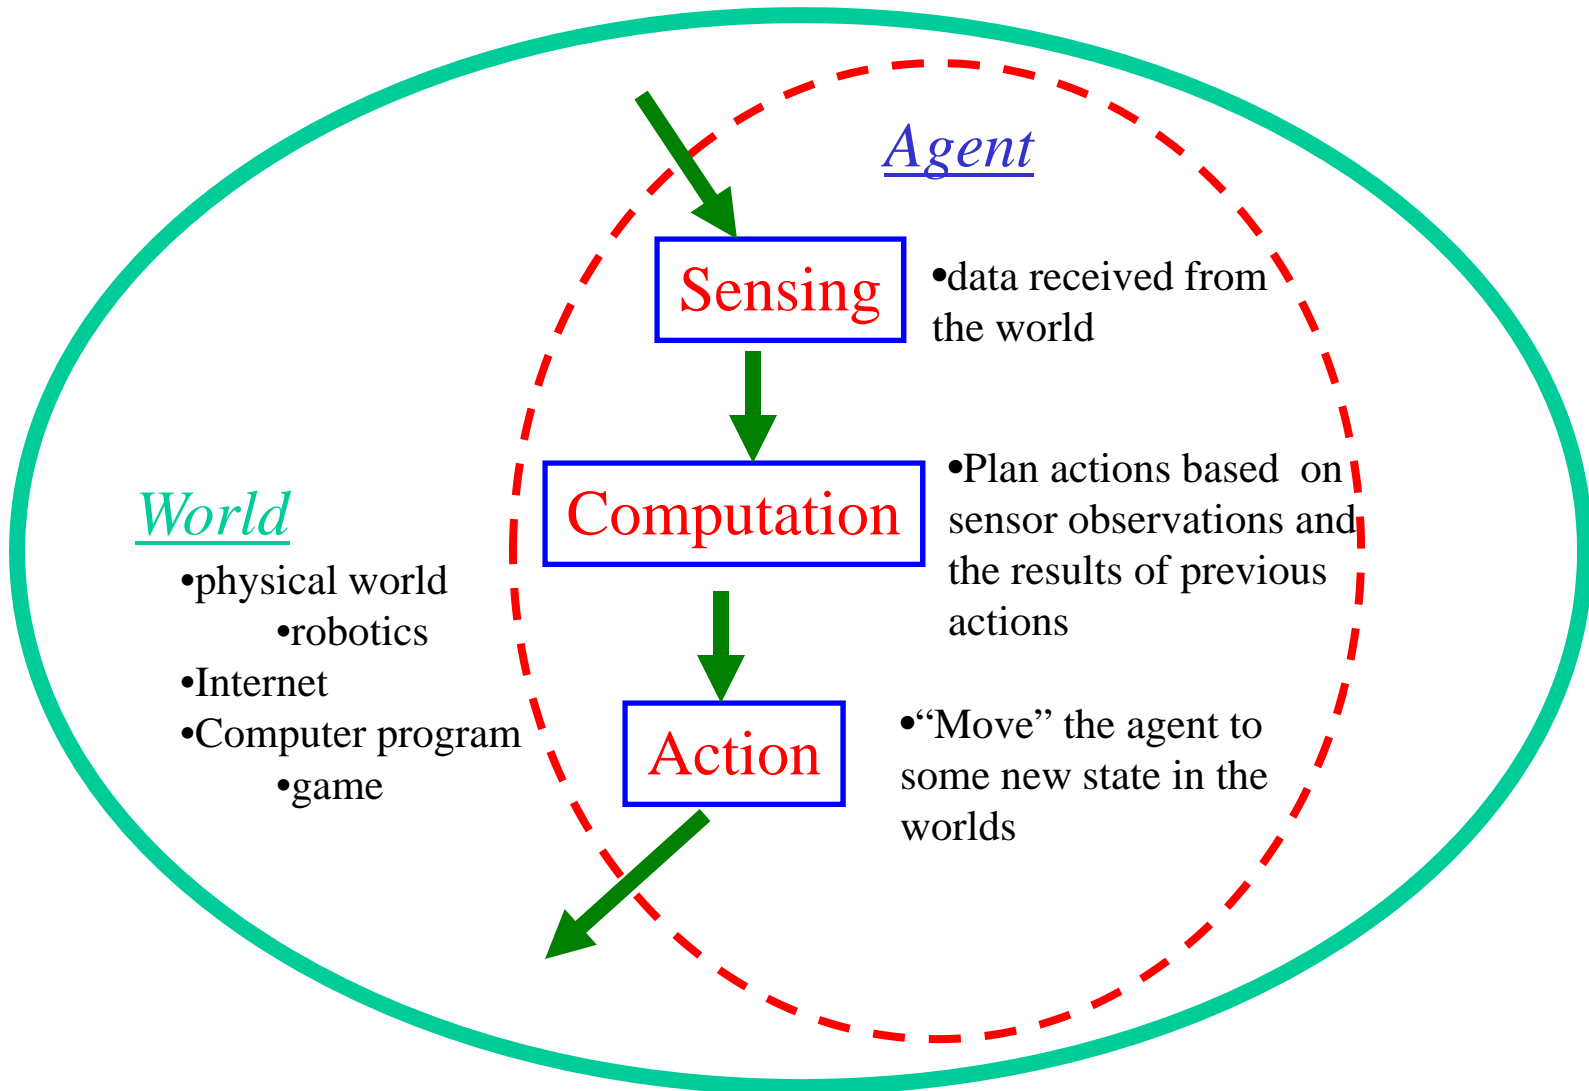 Agent
Sensing
•data received from
the world
Computation
•Plan actions based  on
sensor observations and
the results of previous
actions
World
•physical world
•robotics
•Internet
•Computer program
•game
Action
•“Move” the agent to
some new state in the
worlds